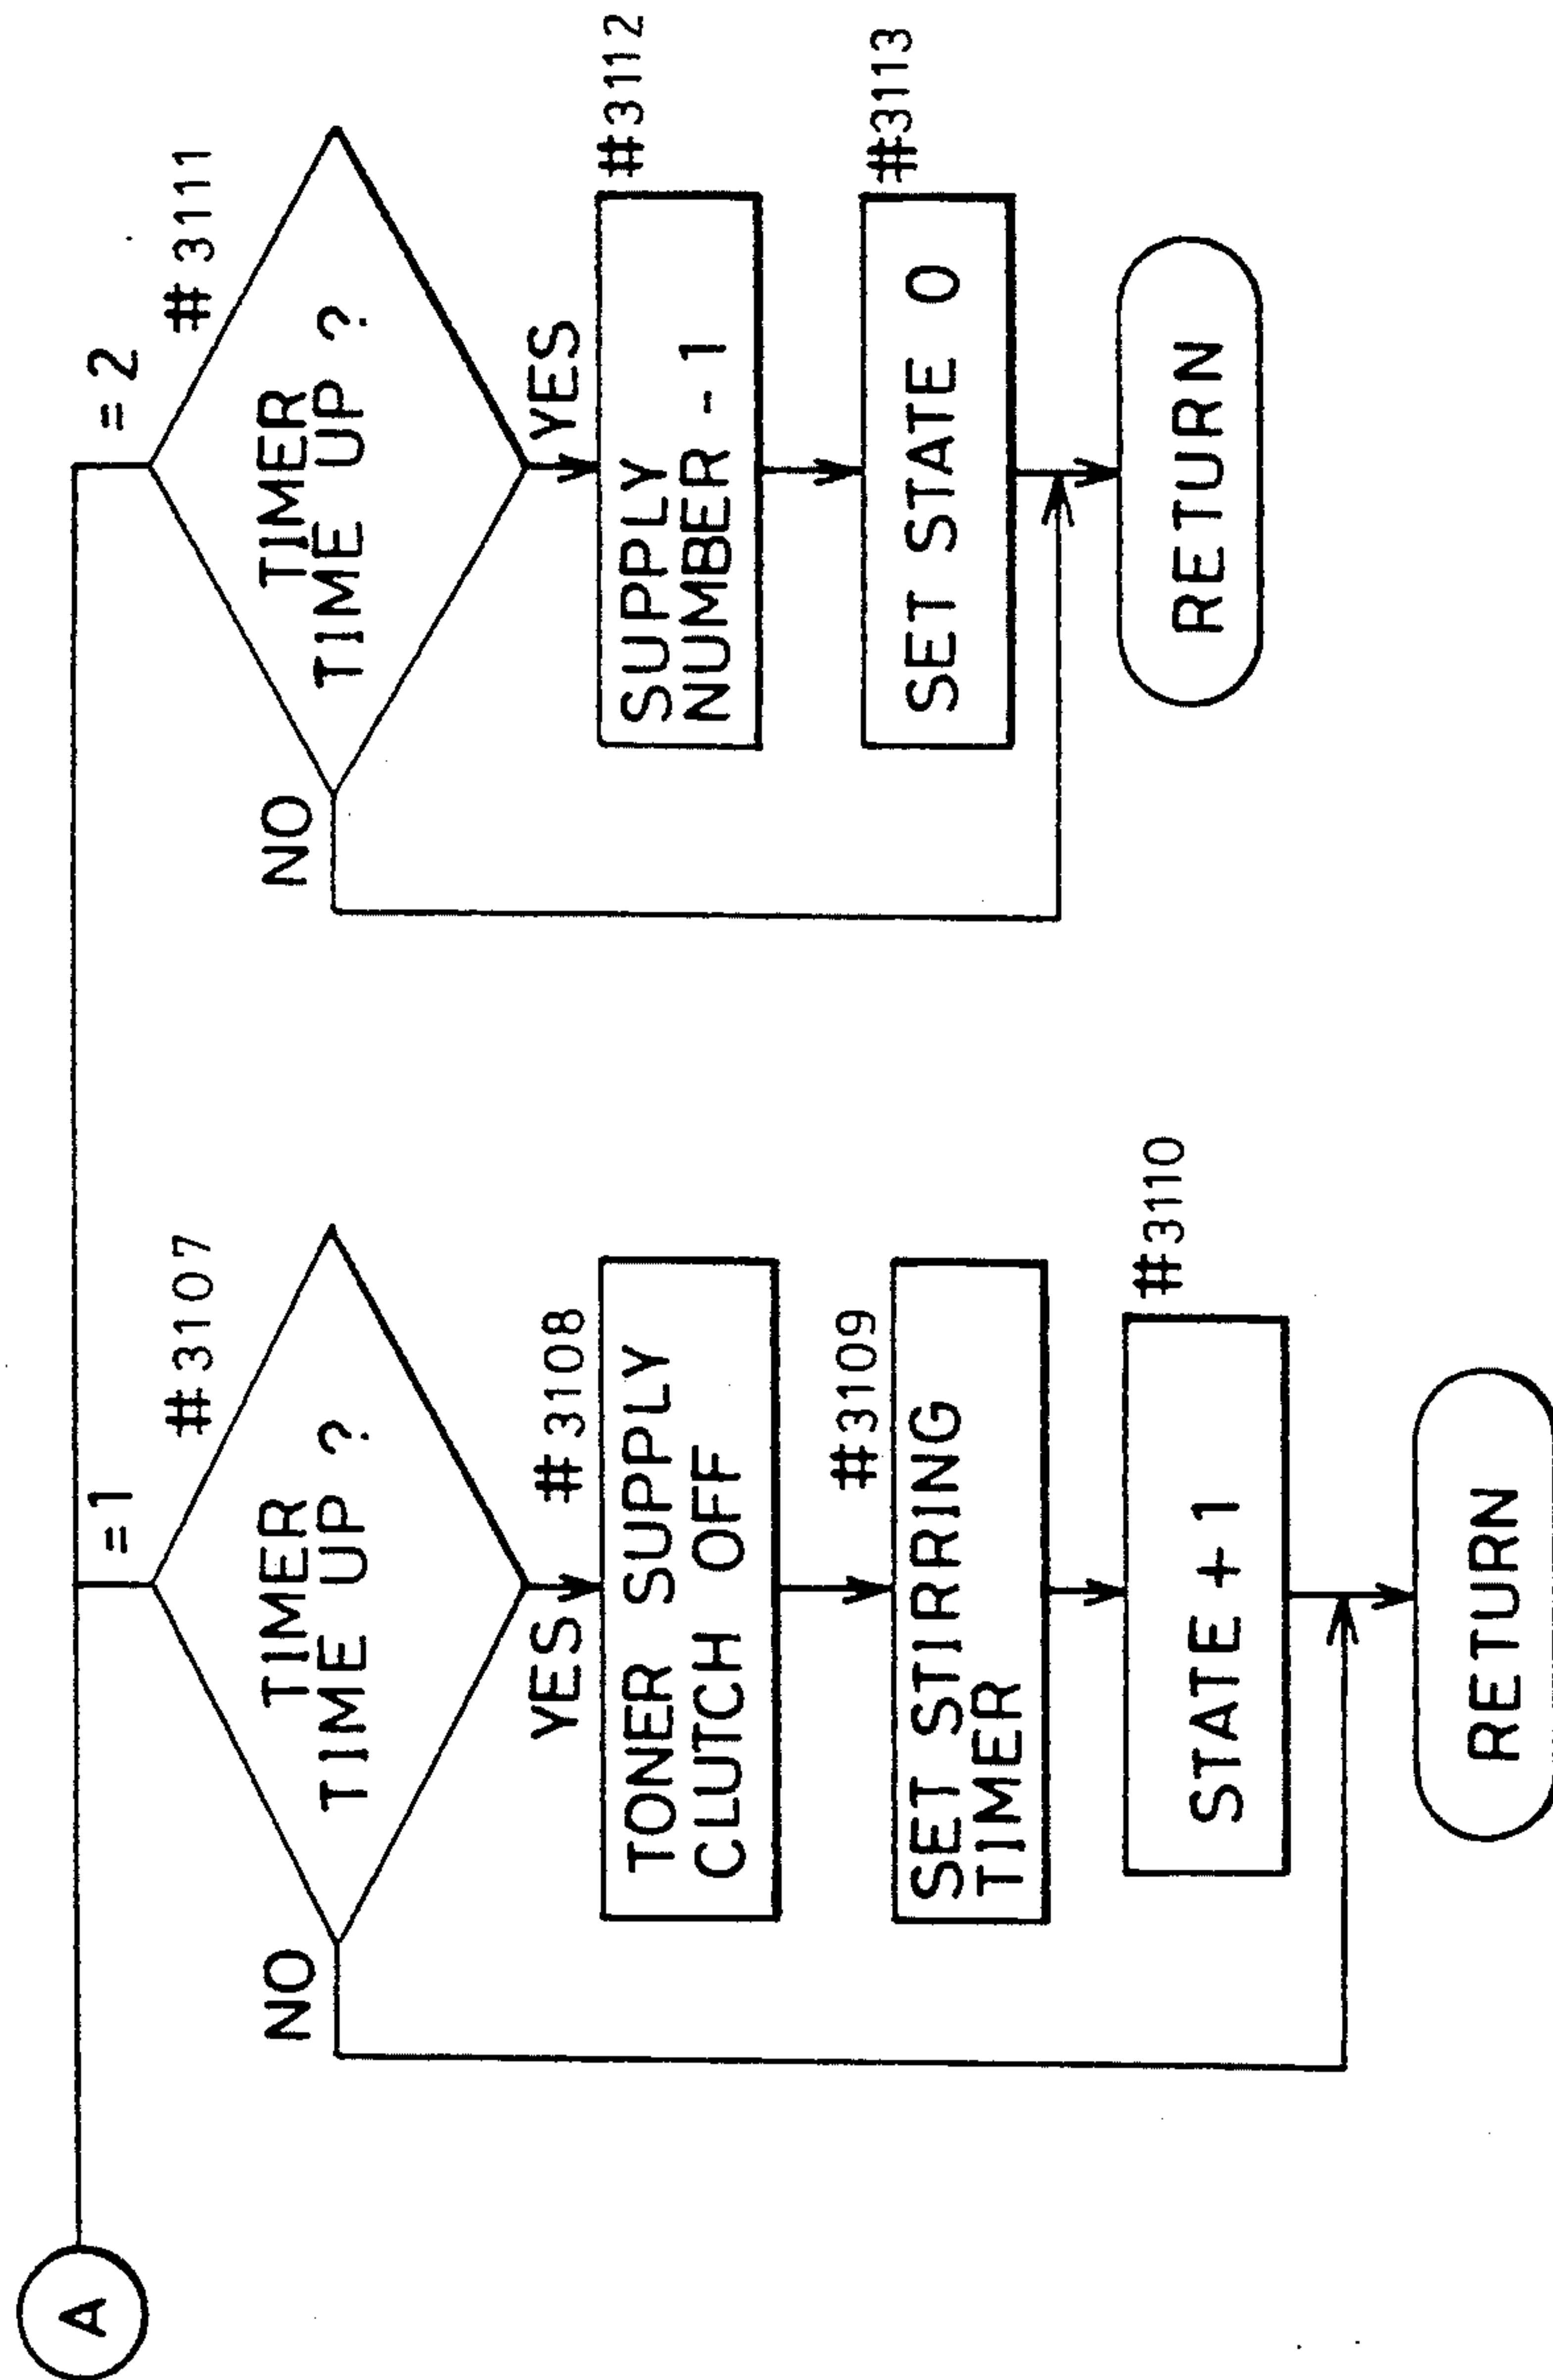 A
=1
#3107
TIMER
TIME UP ?
NO
YES
#3108
TONER SUPPLY
CLUTCH OFF
#3109
SET STIRRING
TIMER
#3110
STATE + 1
RETURN
=2
#3111
TIMER
TIME UP ?
NO
YES
#3112
SUPPLY
NUMBER - 1
#3113
SET STATE 0
RETURN